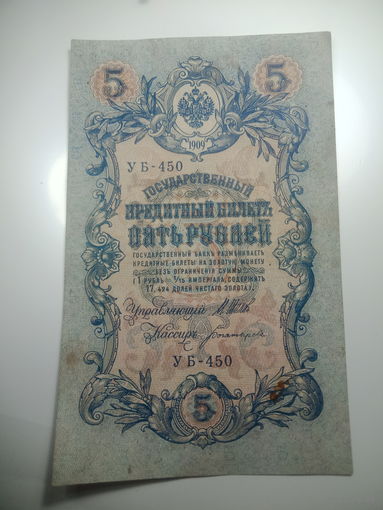 5 5
1909
УБ-450
ГОСУДАРСТВЕННЫЙ
КРЕДИТНЫЙ БИЛЕТЪ
ПЯТЬ РУБЛЕЙ
ГОСУДАРСТВЕННЫЙ БАНКЪ РАЗМѢНИВАЕТЪ
КРЕДИТНЫЕ БИЛЕТЫ НА ЗОЛОТУЮ МОНЕТУ
БЕЗЪ ОГРАНИЧЕНІЯ СУММЫ
(1 РУБЛЬ = 1/15 ИМПЕРІАЛА, СОДЕРЖИТЪ
17,424 ДОЛЕЙ ЧИСТАГО ЗОЛОТА).
Управляющій
Кассиръ
УБ-450
5